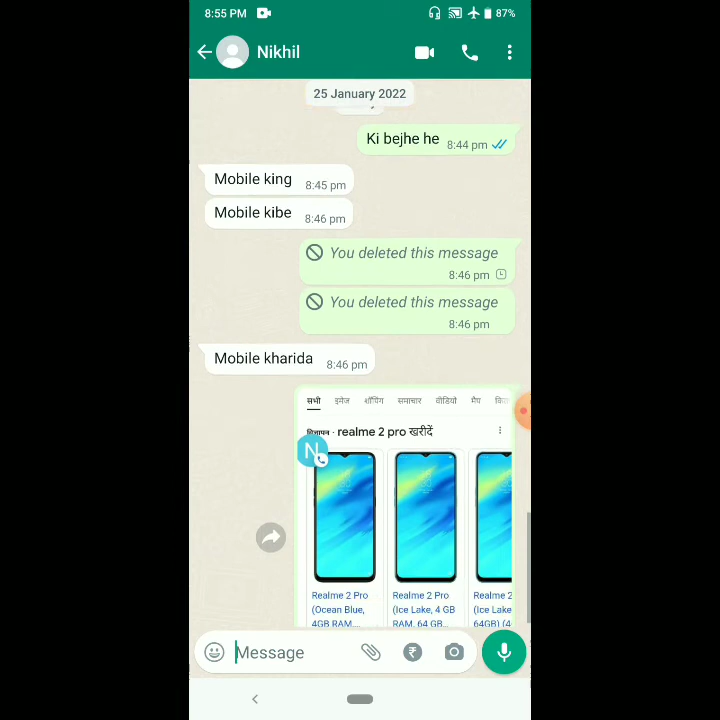 8:55 PM
87%
Nikhil
25 January 2022
Ki bejhe he 8:44 pm
Mobile king 8:45 pm
Mobile kibe 8:46 pm
You deleted this message
8:46 pm
You deleted this message
8:46 pm
Mobile kharida 8:46 pm
सभी इमेज शॉपिंग समाचार वीडियो मैप
विज्ञापन · realme 2 pro खरीदें
N
Realme 2 Pro Realme 2 Pro Realme 2
(Ocean Blue, (Ice Lake, 4 GB (Ice Lake
4GB RAM,... RAM, 64 GB... 64GB) (4
Message